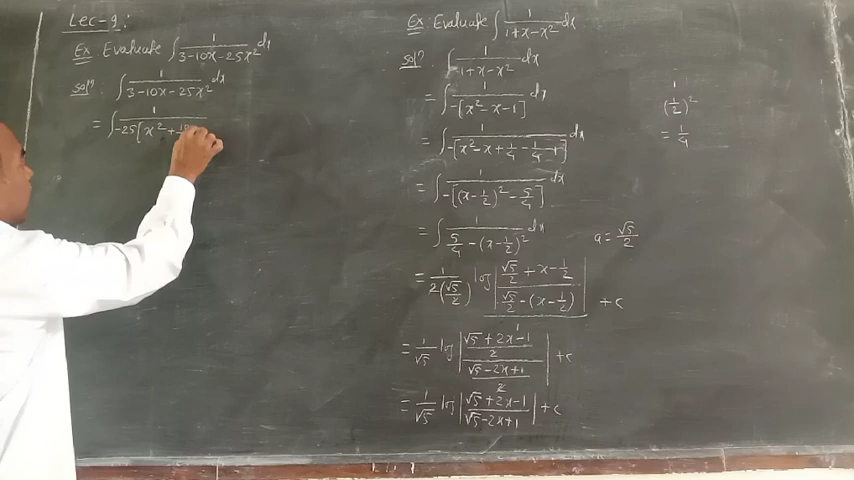 Lec-9:
Ex Evaluate ∫ 1/(3-10x-25x²) dx
Sol?: ∫ 1/(3-10x-25x²) dx
= ∫ 1/(-25[x²+10
Ex: Evaluate ∫ 1/(1+x-x²) dx
Sol?: ∫ 1/(1+x-x²) dx
= ∫ 1/(-[x²-x-1]) dx
= ∫ 1/(-[x²-x+1/4-1/4-1]) dx
= ∫ 1/(-[(x-1/2)²-5/4]) dx
= ∫ 1/(5/4-(x-1/2)²) dx
= 1/(2(√5/2)) log |(√5/2+x-1/2)/(√5/2-(x-1/2))| +c
= 1/√5 log |((√5+2x-1)/2)/((√5-2x+1)/2)| +c
= 1/√5 log |(√5+2x-1)/(√5-2x+1)| +c
(1/2)²
= 1/4
a = √5/2